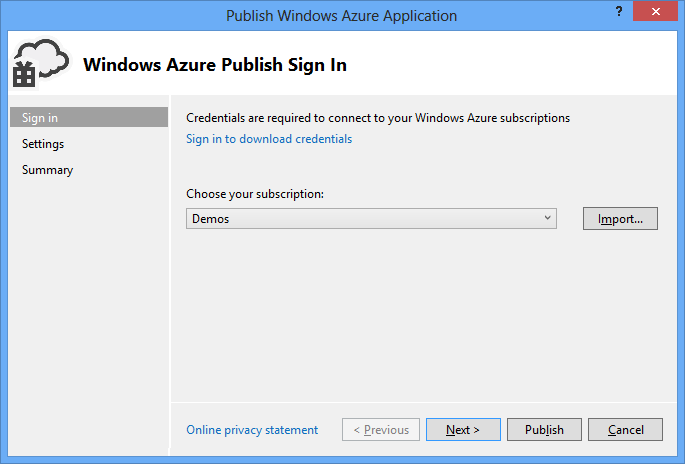 Publish Windows Azure Application
?
Windows Azure Publish Sign In
Sign in
Settings
Summary
Credentials are required to connect to your Windows Azure subscriptions
Sign in to download credentials
Choose your subscription:
Demos
Import...
Online privacy statement
< Previous
Next >
Publish
Cancel